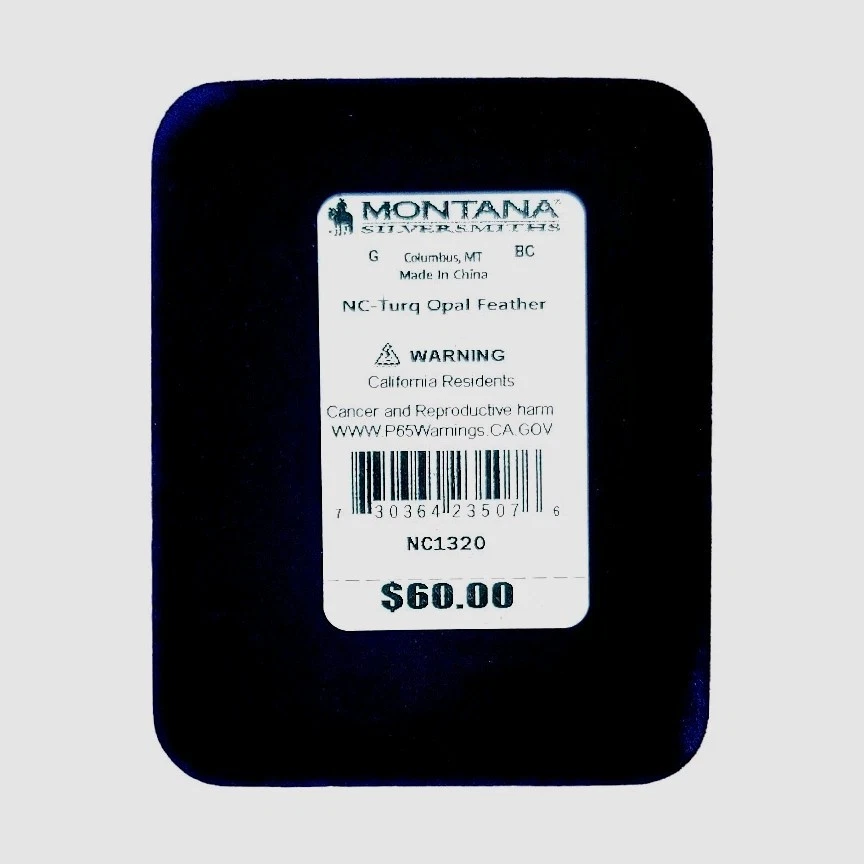 MONTANA
SILVERSMITHS
G Columbus, MT BC
Made In China
NC-Turq Opal Feather
WARNING
California Residents
Cancer and Reproductive harm
WWW.P65Warnings.CA.GOV
7 30364 23507 6
NC1320
$60.00